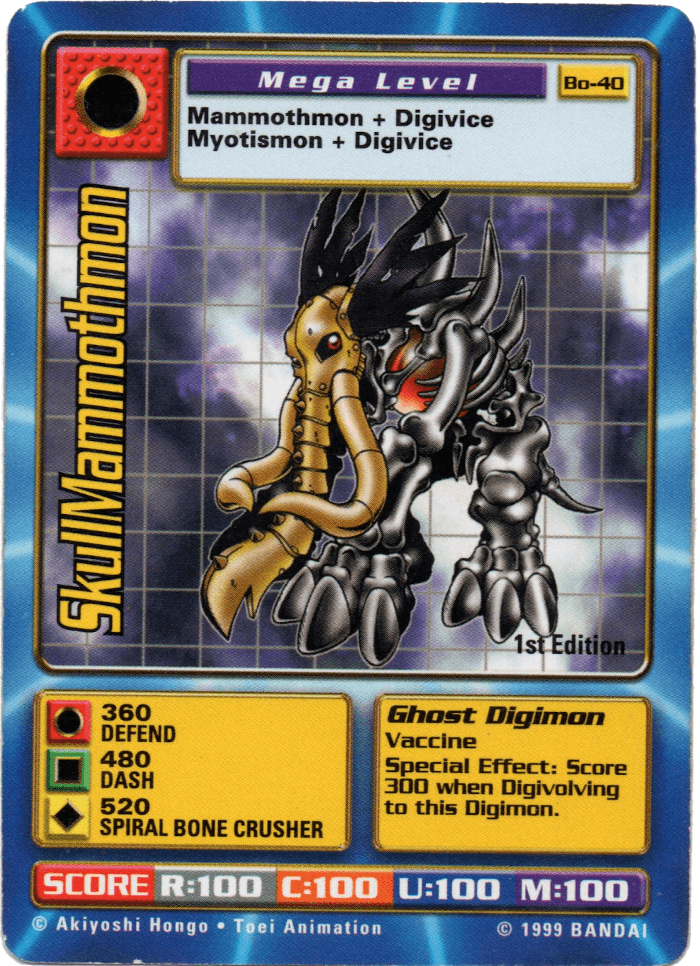 Mega Level
Bo-40
Mammothmon + Digivice
Myotismon + Digivice
SkullMammothmon
1st Edition
360
DEFEND
480
DASH
520
SPIRAL BONE CRUSHER
Ghost Digimon
Vaccine
Special Effect: Score
300 when Digivolving
to this Digimon.
SCORE R:100 C:100 U:100 M:100
© Akiyoshi Hongo • Toei Animation © 1999 BANDAI